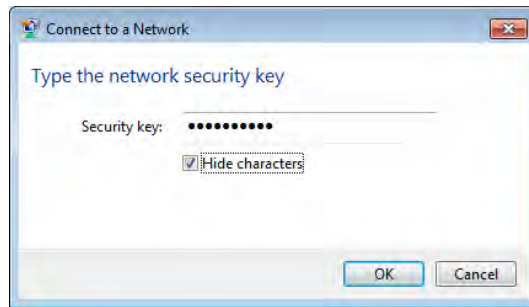 Connect to a Network
Type the network security key
Security key: ••••••••••
Hide characters
OK Cancel